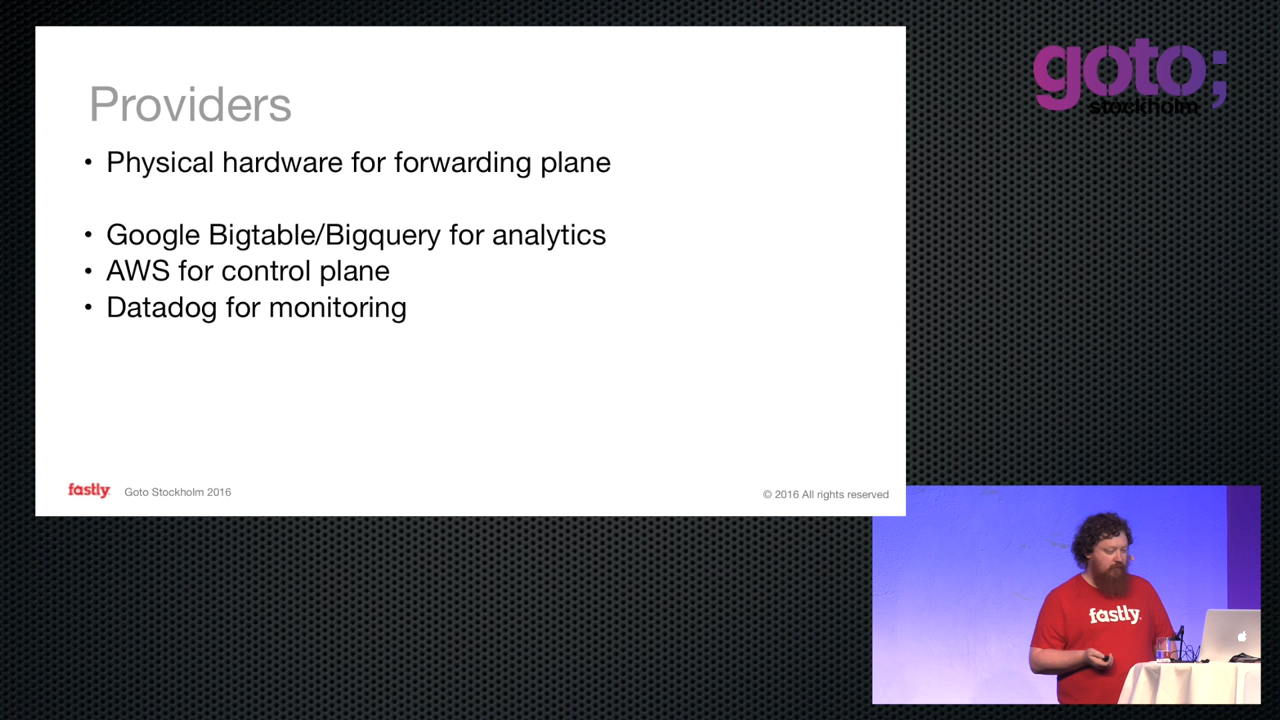 Providers
• Physical hardware for forwarding plane
• Google Bigtable/Bigquery for analytics
• AWS for control plane
• Datadog for monitoring
fastly
Goto Stockholm 2016
© 2016 All rights reserved
goto;
stockholm
fastly